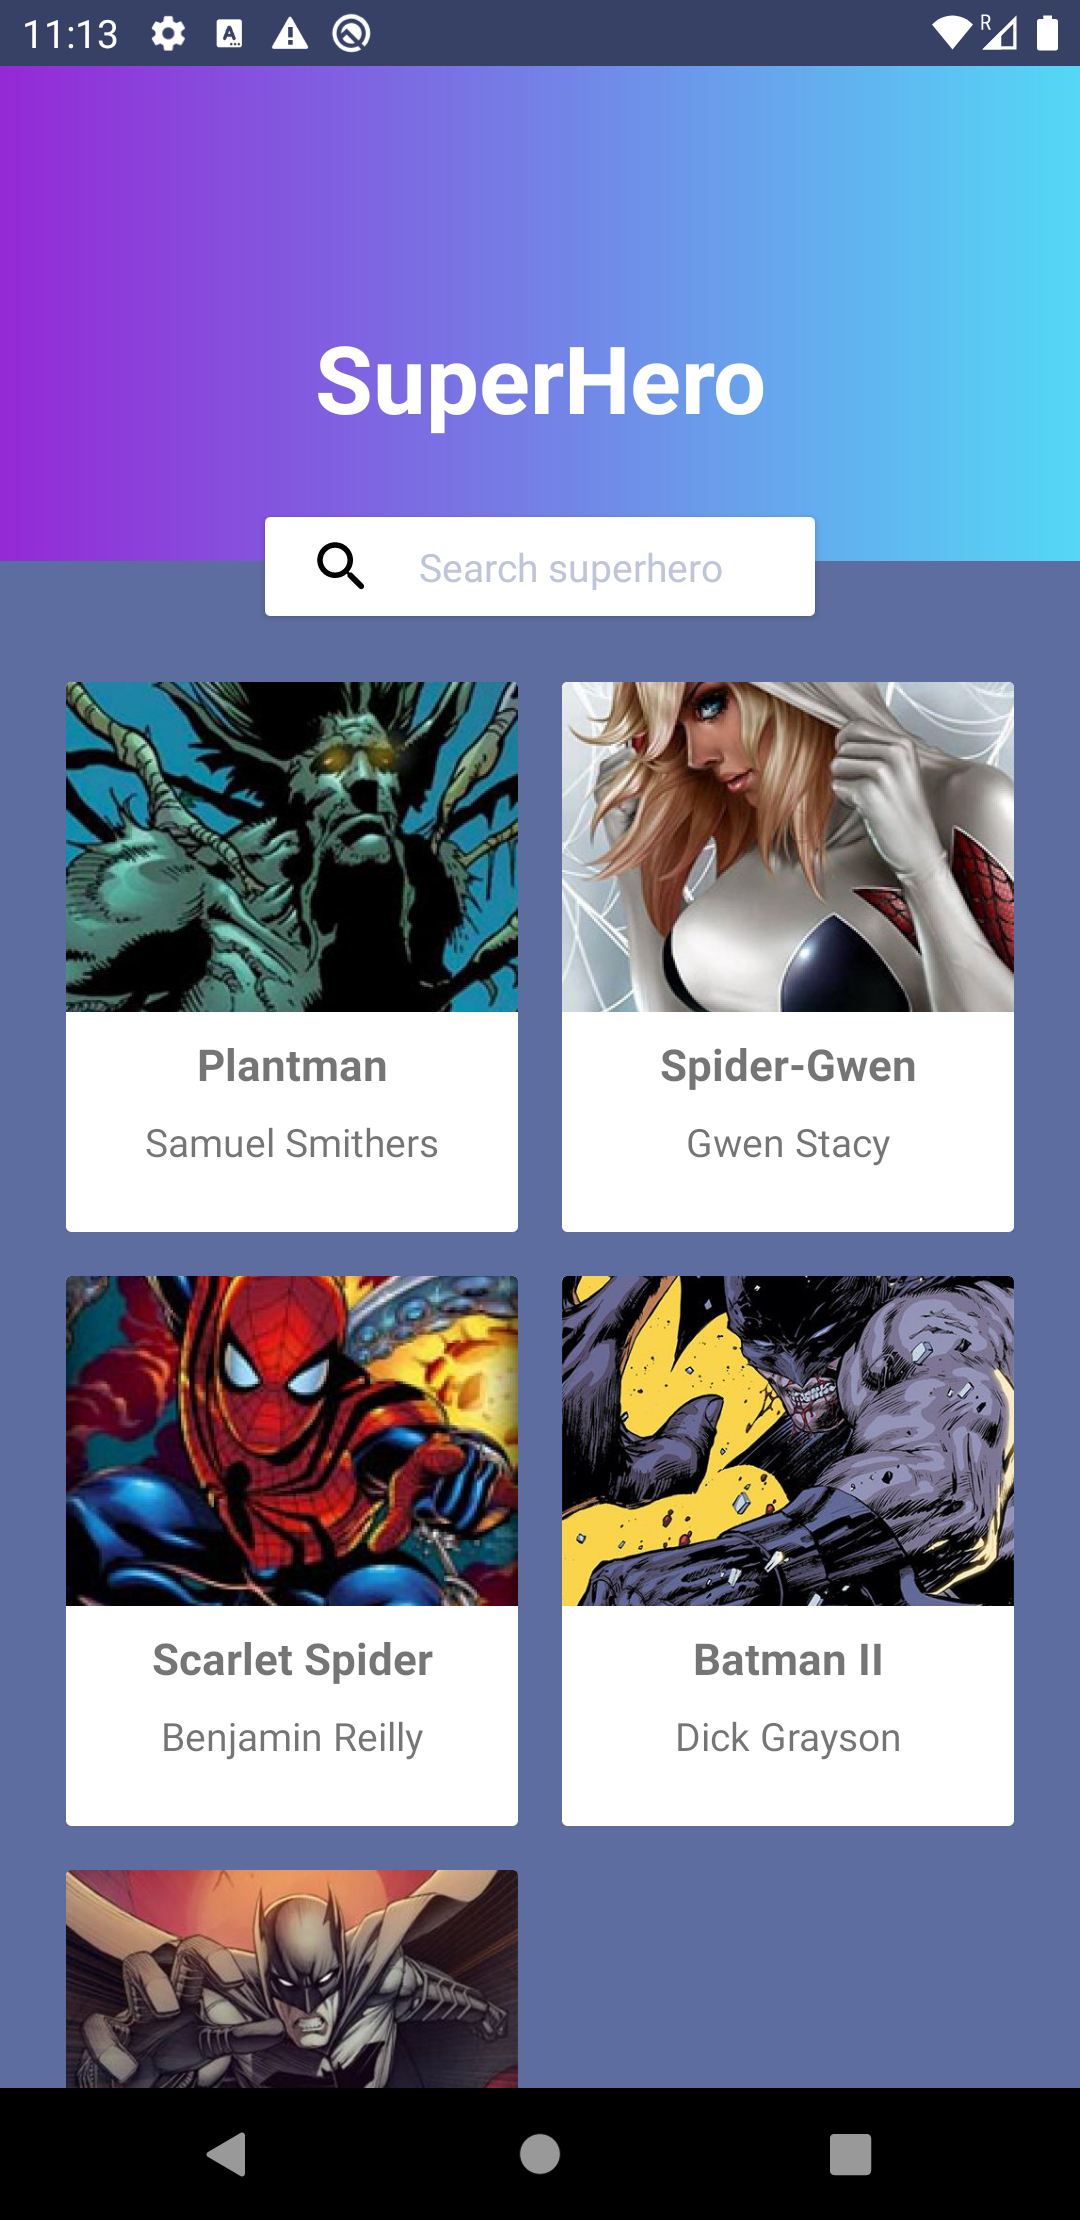 11:13
R
SuperHero
Search superhero
Plantman
Samuel Smithers
Spider-Gwen
Gwen Stacy
Scarlet Spider
Benjamin Reilly
Batman II
Dick Grayson